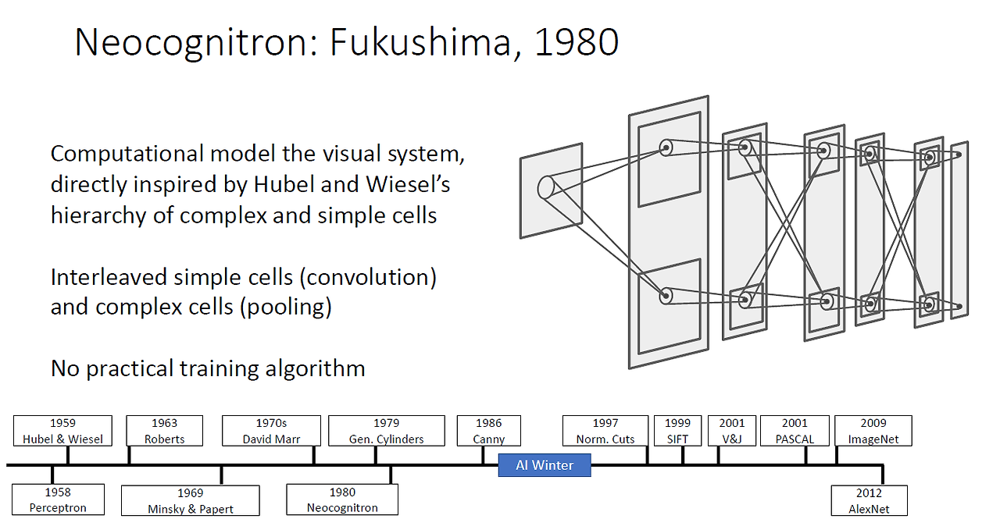 Neocognitron: Fukushima, 1980
Computational model the visual system,
directly inspired by Hubel and Wiesel’s
hierarchy of complex and simple cells
Interleaved simple cells (convolution)
and complex cells (pooling)
No practical training algorithm
1959
Hubel & Wiesel
1963
Roberts
1970s
David Marr
1979
Gen. Cylinders
1986
Canny
1997
Norm. Cuts
1999
SIFT
2001
V&J
2001
PASCAL
2009
ImageNet
AI Winter
1958
Perceptron
1969
Minsky & Papert
1980
Neocognitron
2012
AlexNet